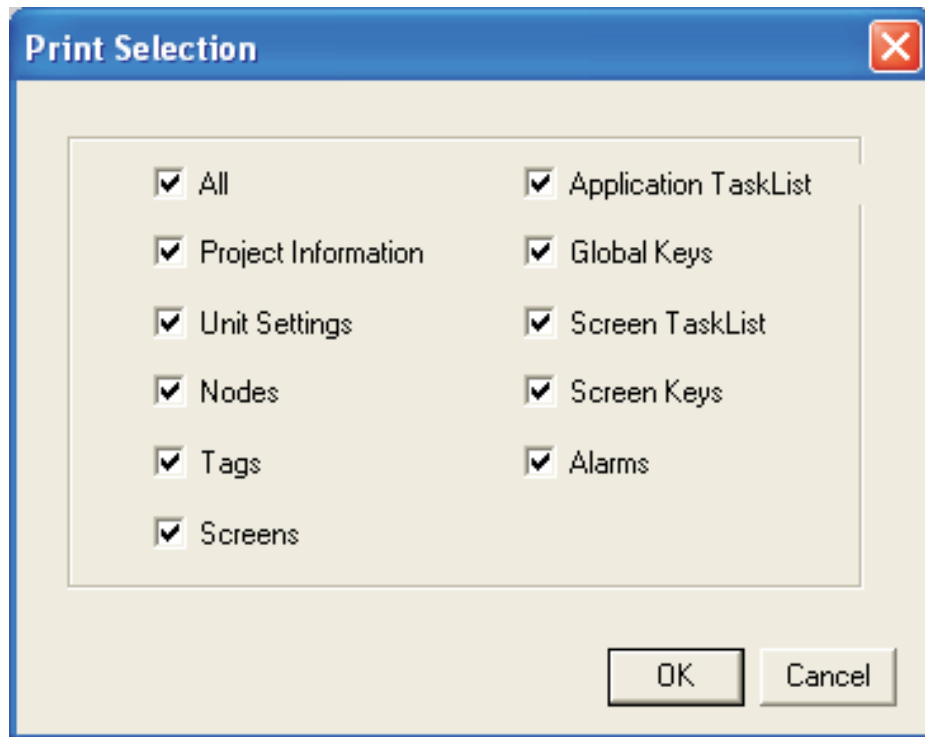 Print Selection
All
Project Information
Unit Settings
Nodes
Tags
Screens
Application TaskList
Global Keys
Screen TaskList
Screen Keys
Alarms
OK
Cancel